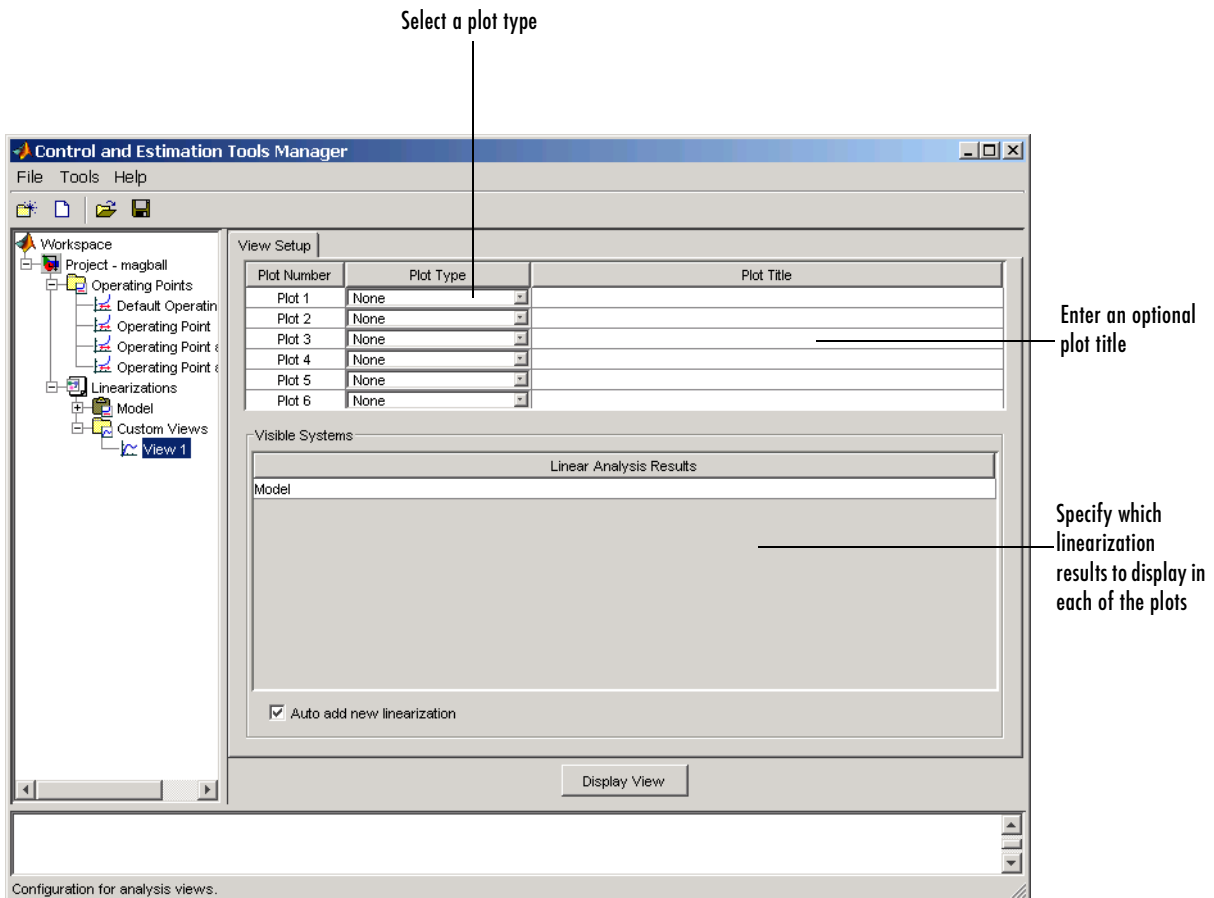 Select a plot type
Control and Estimation Tools Manager
File Tools Help
Workspace
Project - magball
Operating Points
Default Operatin
Operating Point
Operating Point a
Operating Point a
Linearizations
Model
Custom Views
View 1
View Setup
Plot Number Plot Type Plot Title
Plot 1 None
Plot 2 None
Plot 3 None
Plot 4 None
Plot 5 None
Plot 6 None
Enter an optional
plot title
Visible Systems
Linear Analysis Results
Model
Specify which
linearization
results to display in
each of the plots
Auto add new linearization
Display View
Configuration for analysis views.